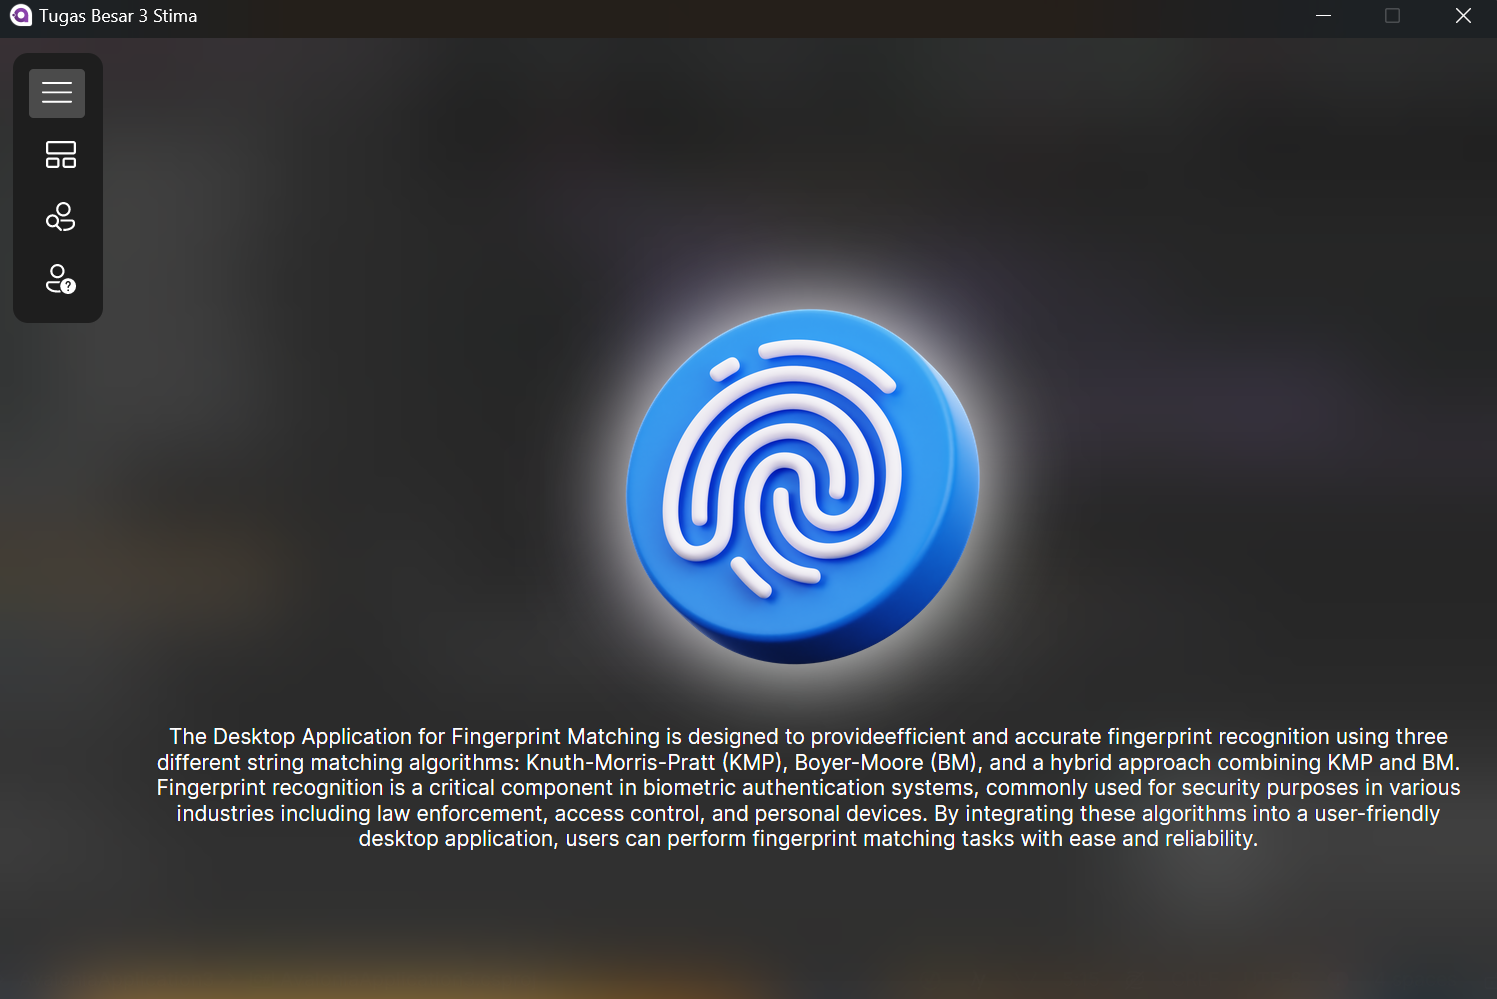 Tugas Besar 3 Stima
?
The Desktop Application for Fingerprint Matching is designed to provideefficient and accurate fingerprint recognition using three
different string matching algorithms: Knuth-Morris-Pratt (KMP), Boyer-Moore (BM), and a hybrid approach combining KMP and BM.
Fingerprint recognition is a critical component in biometric authentication systems, commonly used for security purposes in various
industries including law enforcement, access control, and personal devices. By integrating these algorithms into a user-friendly
desktop application, users can perform fingerprint matching tasks with ease and reliability.